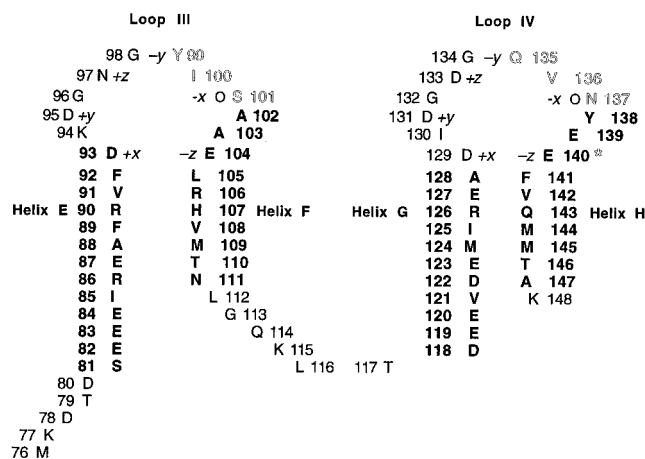 Loop III Loop IV
98 G -y Y 99 134 G -y Q 135
97 N +z I 100 133 D +z V 136
96 G -x O S 101 132 G -x O N 137
95 D +y A 102 131 D +y Y 138
94 K A 103 130 I E 139
93 D +x -z E 104 129 D +x -z E 140 *
92 F L 105 128 A F 141
91 V R 106 127 E V 142
Helix E 90 R H 107 Helix F Helix G 126 R Q 143 Helix H
89 F V 108 125 I M 144
88 A M 109 124 M M 145
87 E T 110 123 E T 146
86 R N 111 122 D A 147
85 I L 112 121 V K 148
84 E G 113 120 E
83 E Q 114 119 E
82 E K 115 118 D
81 S L 116 117 T
80 D
79 T
78 D
77 K
76 M